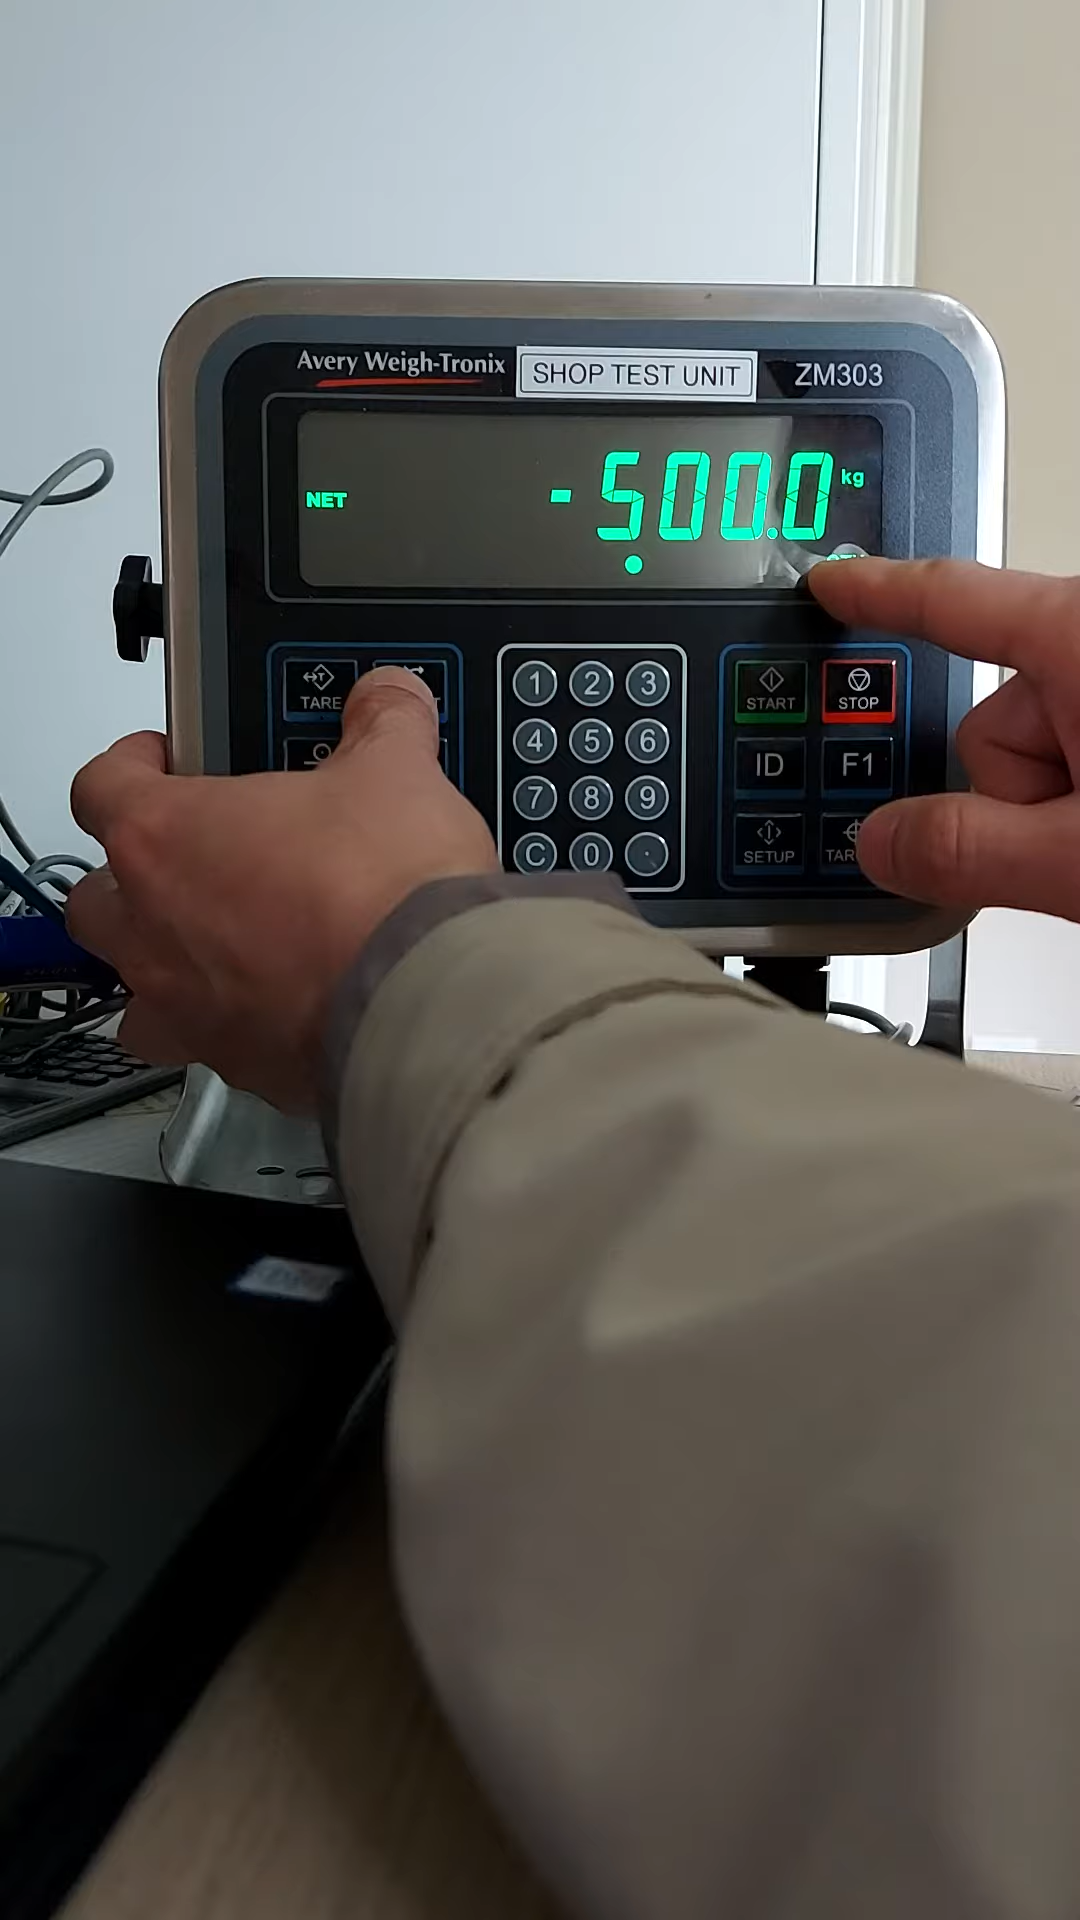 Avery Weigh-Tronix
SHOP TEST UNIT
ZM303
NET
-500.0 kg
TARE
1 2 3
4 5 6
7 8 9
C 0 .
START
STOP
ID
F1
SETUP